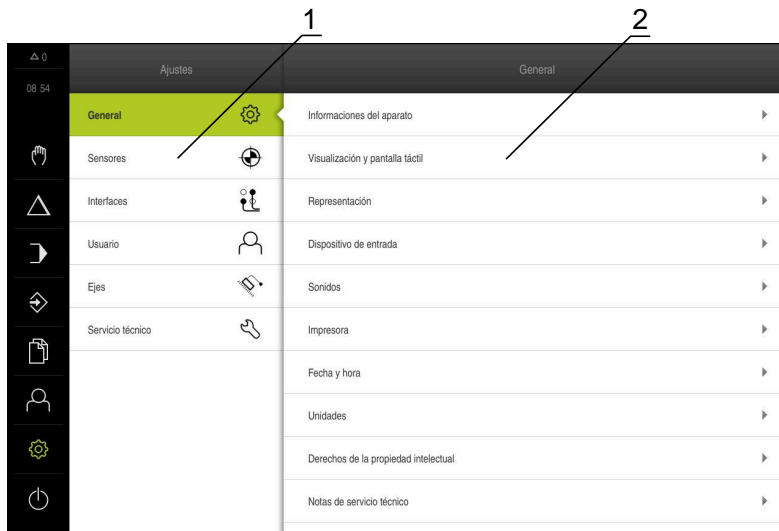 1
2
0
08 54
Ajustes
General
Sensores
Interfaces
Usuario
Ejes
Servicio técnico
General
Informaciones del aparato
Visualización y pantalla táctil
Representación
Dispositivo de entrada
Sonidos
Impresora
Fecha y hora
Unidades
Derechos de la propiedad intelectual
Notas de servicio técnico